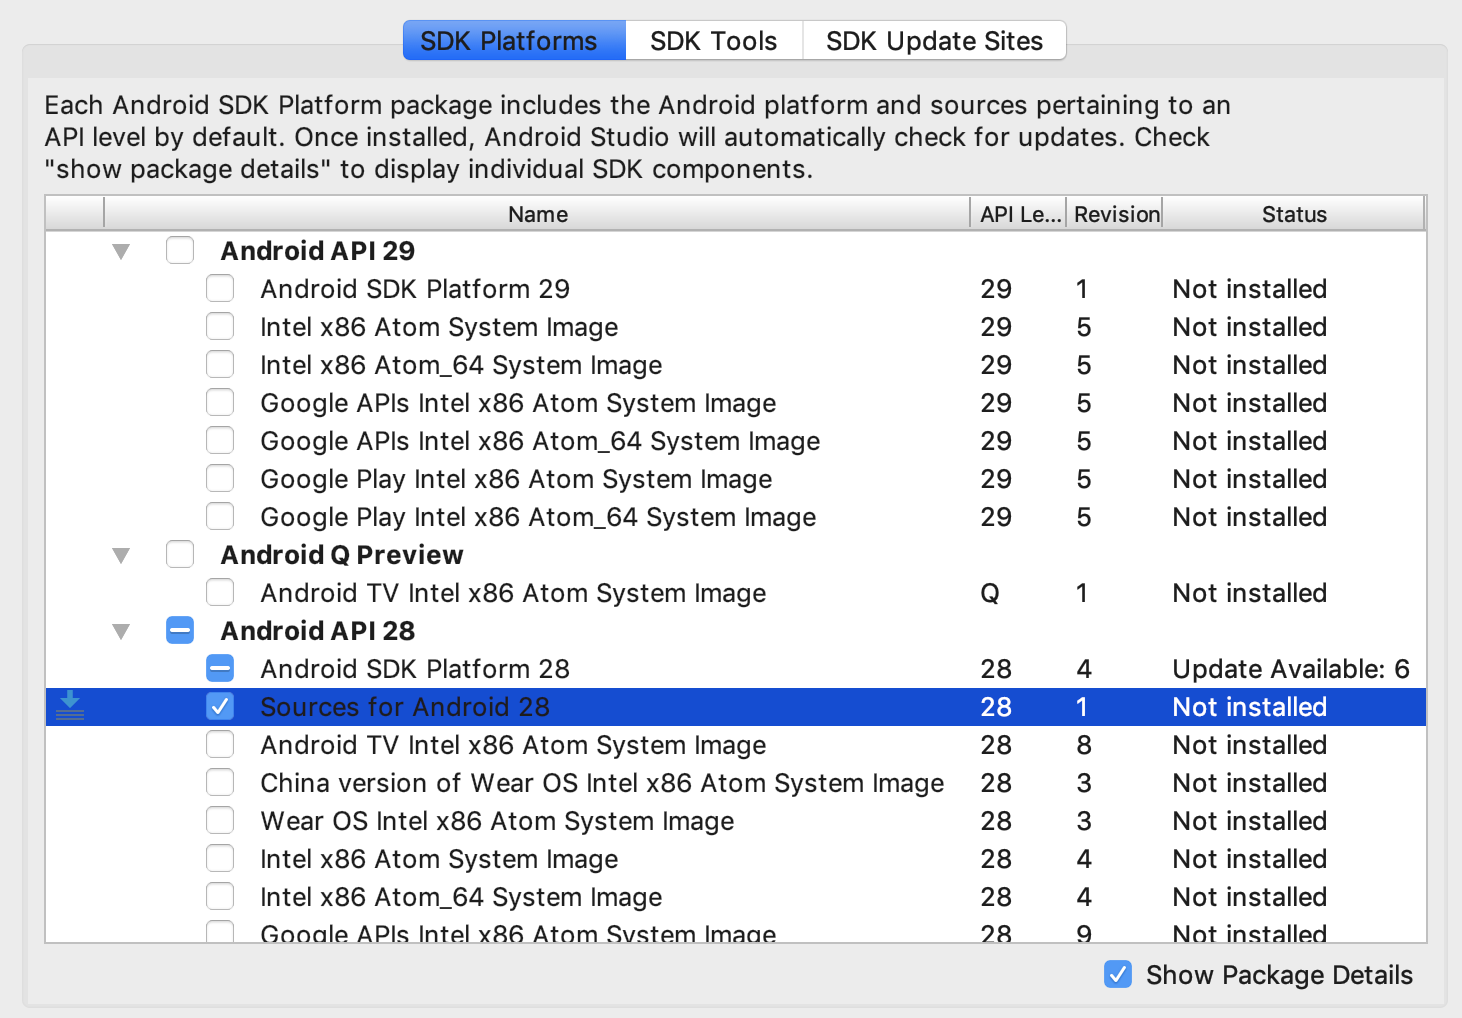 SDK Platforms SDK Tools SDK Update Sites
Each Android SDK Platform package includes the Android platform and sources pertaining to an
API level by default. Once installed, Android Studio will automatically check for updates. Check
"show package details" to display individual SDK components.
Name API Le... Revision Status
Android API 29
Android SDK Platform 29 29 1 Not installed
Intel x86 Atom System Image 29 5 Not installed
Intel x86 Atom_64 System Image 29 5 Not installed
Google APIs Intel x86 Atom System Image 29 5 Not installed
Google APIs Intel x86 Atom_64 System Image 29 5 Not installed
Google Play Intel x86 Atom System Image 29 5 Not installed
Google Play Intel x86 Atom_64 System Image 29 5 Not installed
Android Q Preview
Android TV Intel x86 Atom System Image Q 1 Not installed
Android API 28
Android SDK Platform 28 28 4 Update Available: 6
Sources for Android 28 28 1 Not installed
Android TV Intel x86 Atom System Image 28 8 Not installed
China version of Wear OS Intel x86 Atom System Image 28 3 Not installed
Wear OS Intel x86 Atom System Image 28 3 Not installed
Intel x86 Atom System Image 28 4 Not installed
Intel x86 Atom_64 System Image 28 4 Not installed
Google APIs Intel x86 Atom System Image 28 9 Not installed
Show Package Details